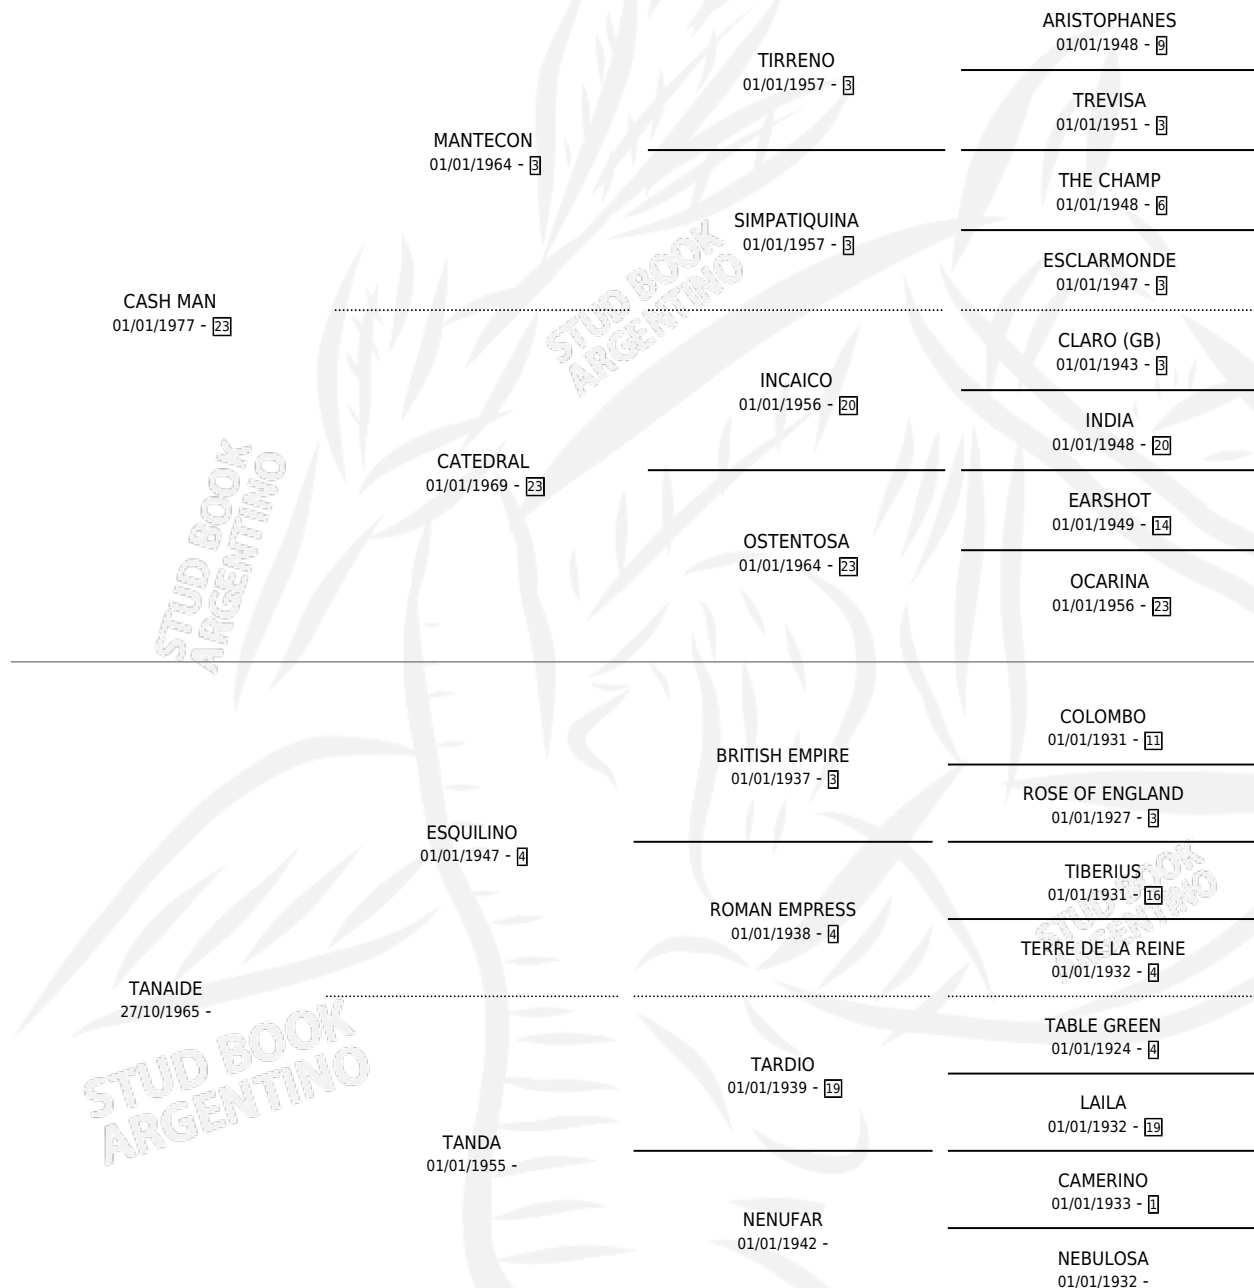 ARISTOPHANES
01/01/1948 - 9
TIRRENO
01/01/1957 - 3
TREVISA
01/01/1951 - 3
MANTECON
01/01/1964 - 3
THE CHAMP
01/01/1948 - 6
SIMPATIQUINA
01/01/1957 - 3
ESCLARMONDE
01/01/1947 - 3
CASH MAN
01/01/1977 - 23
CLARO (GB)
01/01/1943 - 3
INCAICO
01/01/1956 - 20
INDIA
01/01/1948 - 20
CATEDRAL
01/01/1969 - 23
EARSHOT
01/01/1949 - 14
OSTENTOSA
01/01/1964 - 23
OCARINA
01/01/1956 - 23
COLOMBO
01/01/1931 - 11
BRITISH EMPIRE
01/01/1937 - 3
ROSE OF ENGLAND
01/01/1927 - 3
ESQUILINO
01/01/1947 - 4
TIBERIUS
01/01/1931 - 16
ROMAN EMPRESS
01/01/1938 - 4
TERRE DE LA REINE
01/01/1932 - 4
TANAIDE
27/10/1965 -
TABLE GREEN
01/01/1924 - 4
TARDIO
01/01/1939 - 19
LAILA
01/01/1932 - 19
TANDA
01/01/1955 -
CAMERINO
01/01/1933 - 1
NENUFAR
01/01/1942 -
NEBULOSA
01/01/1932 -
STUD BOOK
ARGENTINO
STUD BOOK
ARGENTINO
STUD BOOK
ARGENTINO
STUD BOOK
ARGENTINO